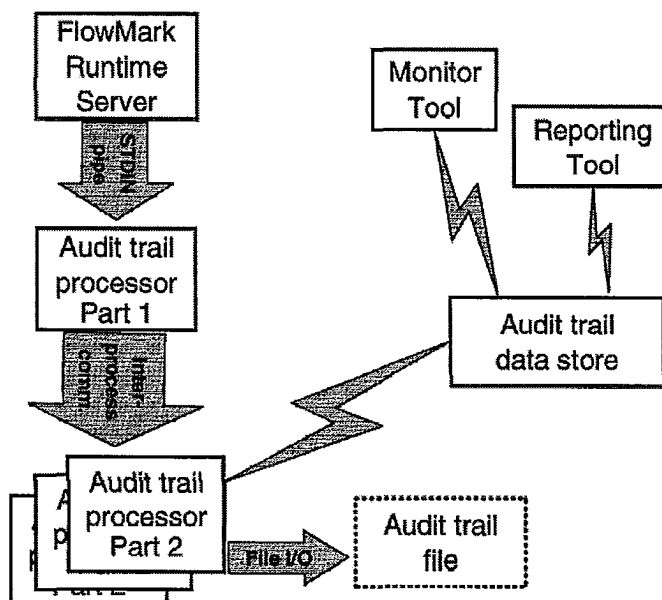 FlowMark
Runtime
Server
STDIN
pipe
Audit trail
processor
Part 1
Inter-
process
comm.
Audit trail
processor
Part 2
File I/O
Audit trail
file
Monitor
Tool
Reporting
Tool
Audit trail
data store